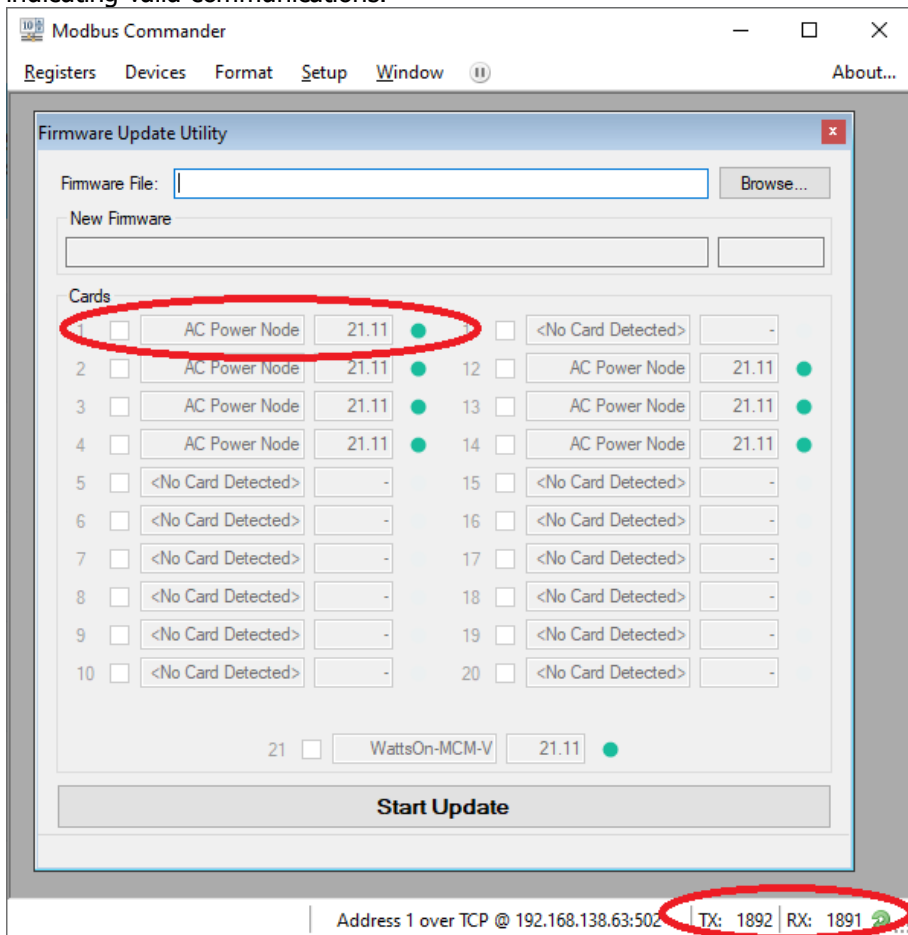 indicating valid communications.
Modbus Commander
Registers Devices Format Setup Window About...
Firmware Update Utility
Firmware File: Browse...
New Firmware
Cards
1 AC Power Node 21.11 <No Card Detected> -
2 AC Power Node 21.11 12 AC Power Node 21.11
3 AC Power Node 21.11 13 AC Power Node 21.11
4 AC Power Node 21.11 14 AC Power Node 21.11
5 <No Card Detected> - 15 <No Card Detected> -
6 <No Card Detected> - 16 <No Card Detected> -
7 <No Card Detected> - 17 <No Card Detected> -
8 <No Card Detected> - 18 <No Card Detected> -
9 <No Card Detected> - 19 <No Card Detected> -
10 <No Card Detected> - 20 <No Card Detected> -
21 WattsOn-MCM-V 21.11
Start Update
Address 1 over TCP @ 192.168.138.63:502 TX: 1892 RX: 1891